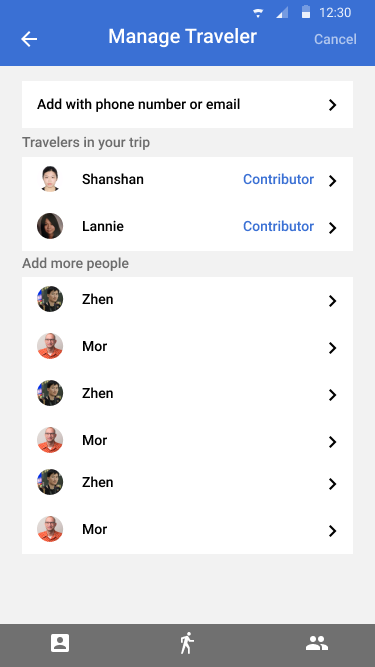 12:30
Manage Traveler
Cancel
Add with phone number or email
Travelers in your trip
Shanshan Contributor
Lannie Contributor
Add more people
Zhen
Mor
Zhen
Mor
Zhen
Mor